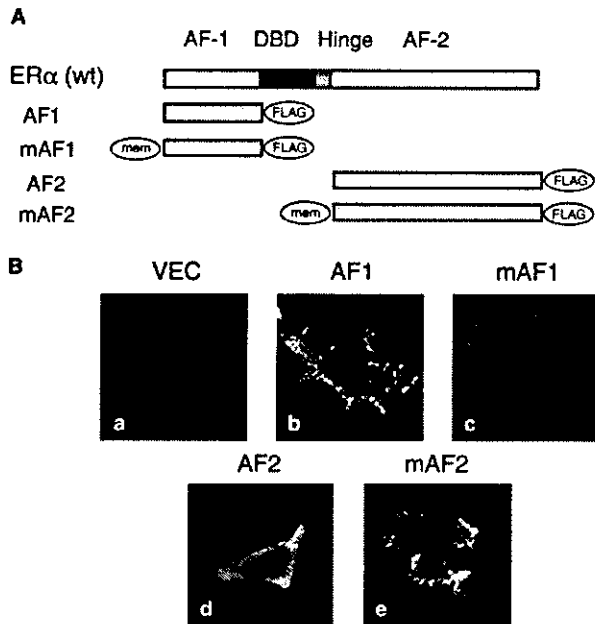 A
AF-1 DBD Hinge AF-2
ERα (wt)
AF1 FLAG
mAF1 mem FLAG
AF2 FLAG
mAF2 mem FLAG
B
VEC AF1 mAF1
a b c
AF2 mAF2
d e